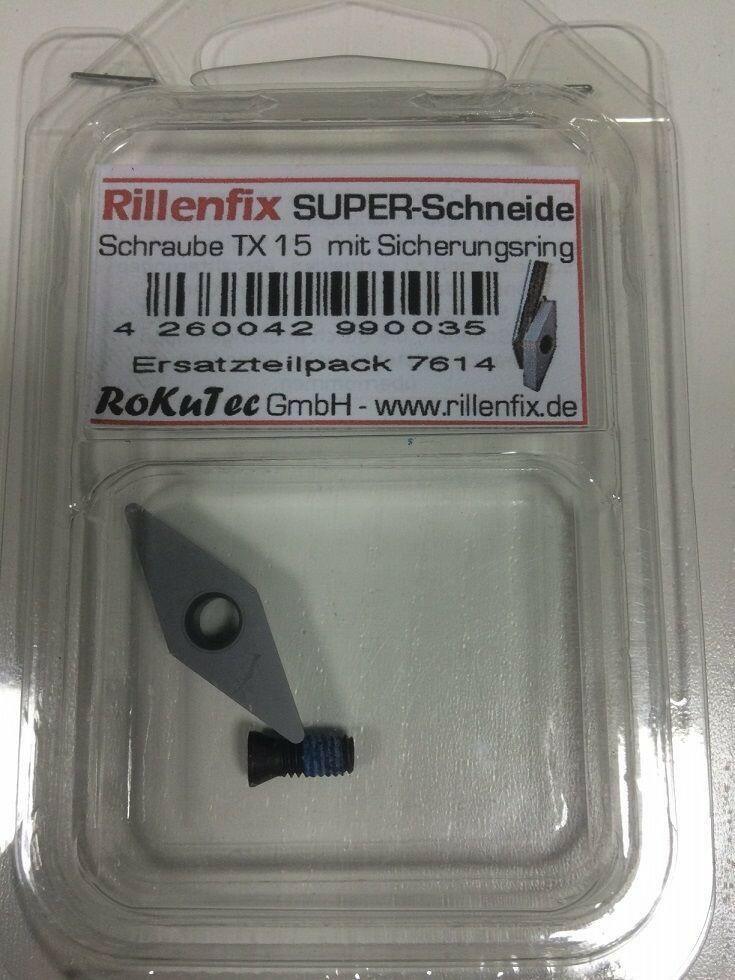 Rillenfix SUPER-Schneide
Schraube TX 15 mit Sicherungsring
4 260042 990035
Ersatzteilpack 7614
RoKuTec GmbH - www.rillenfix.de